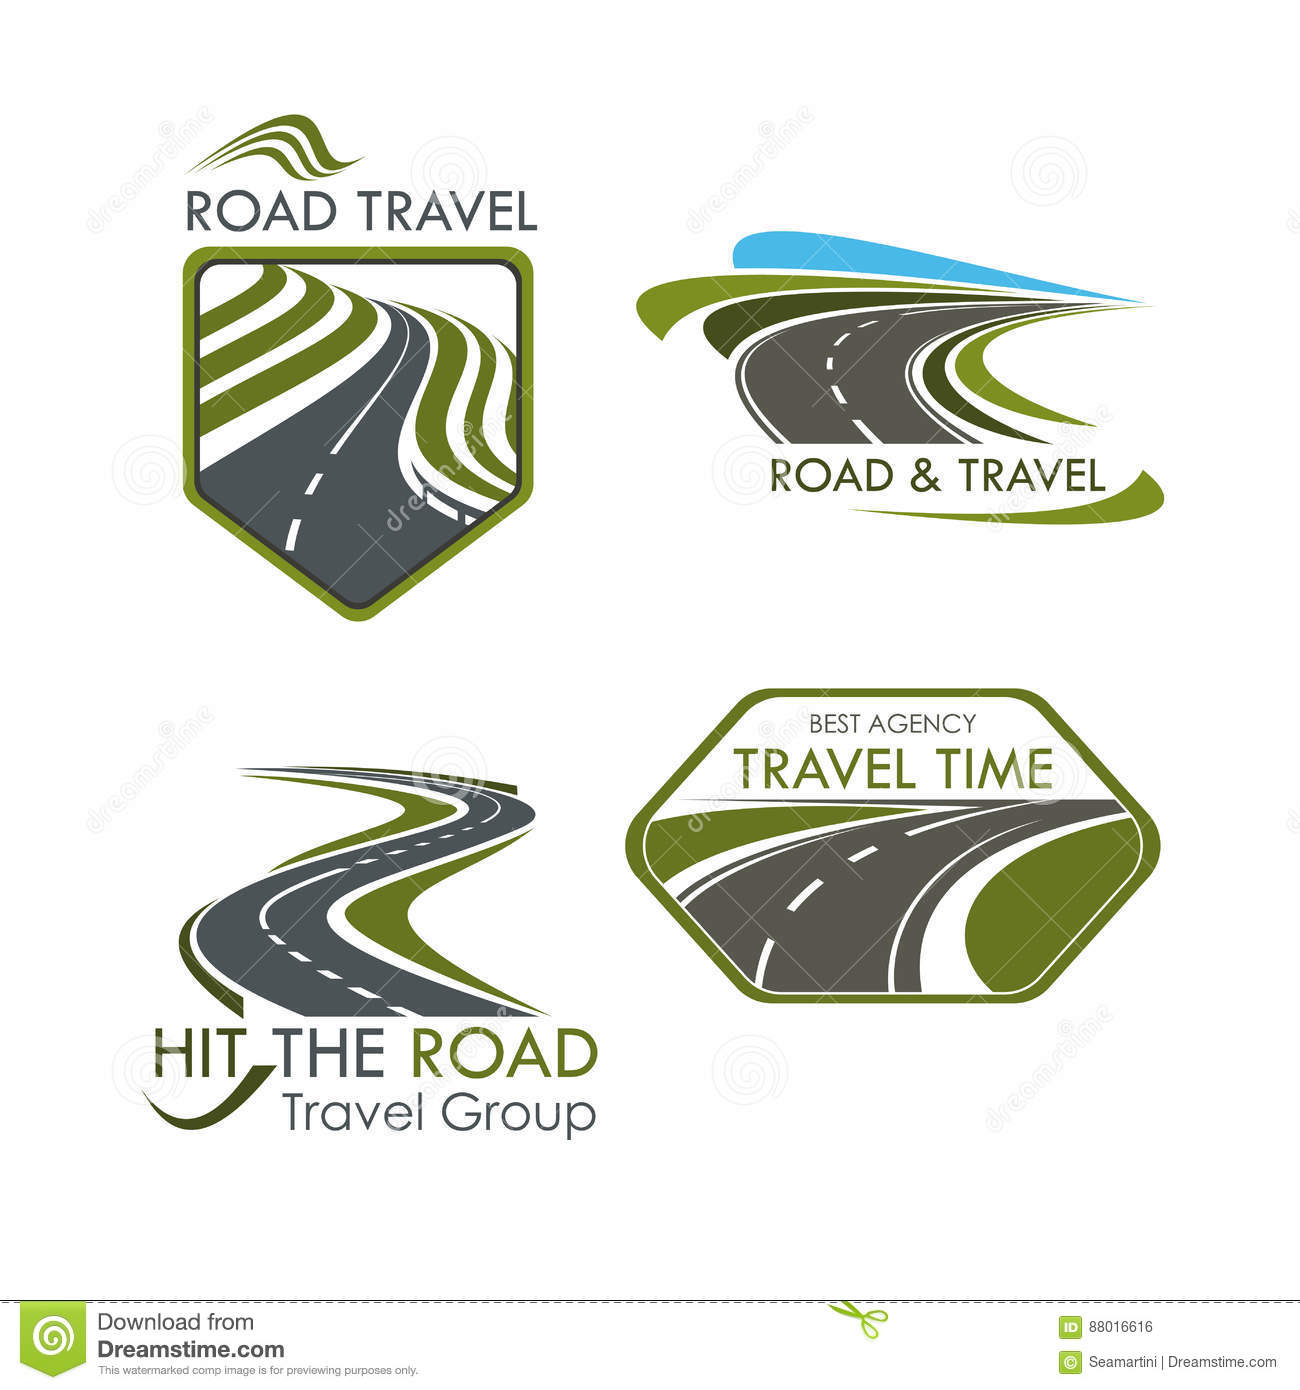 ROAD TRAVEL
ROAD & TRAVEL
BEST AGENCY
TRAVEL TIME
HIT THE ROAD
Travel Group
dreamstime
Download from
Dreamstime.com
This watermarked comp image is for previewing purposes only.
ID 88016616
© Seamartini | Dreamstime.com